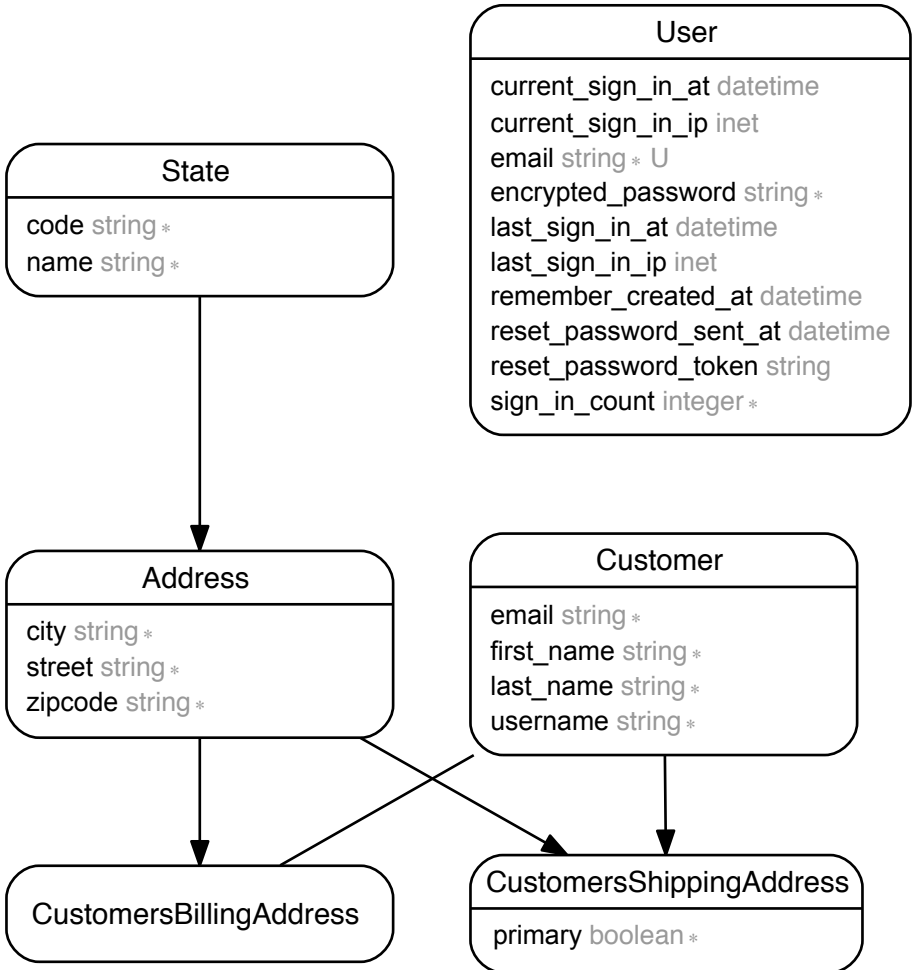 User
current_sign_in_at datetime
current_sign_in_ip inet
email string * U
encrypted_password string *
last_sign_in_at datetime
last_sign_in_ip inet
remember_created_at datetime
reset_password_sent_at datetime
reset_password_token string
sign_in_count integer *
State
code string *
name string *
Address
city string *
street string *
zipcode string *
Customer
email string *
first_name string *
last_name string *
username string *
CustomersBillingAddress
CustomersShippingAddress
primary boolean *